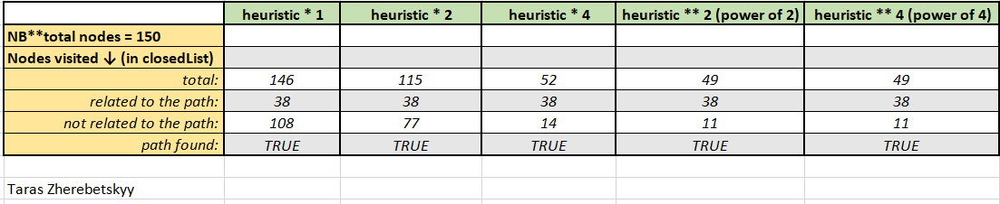 heuristic * 1 heuristic * 2 heuristic * 4 heuristic ** 2 (power of 2) heuristic ** 4 (power of 4)
NB**total nodes = 150
Nodes visited ↓ (in closedList)
total: 146 115 52 49 49
related to the path: 38 38 38 38 38
not related to the path: 108 77 14 11 11
path found: TRUE TRUE TRUE TRUE TRUE
Taras Zherebetskyy